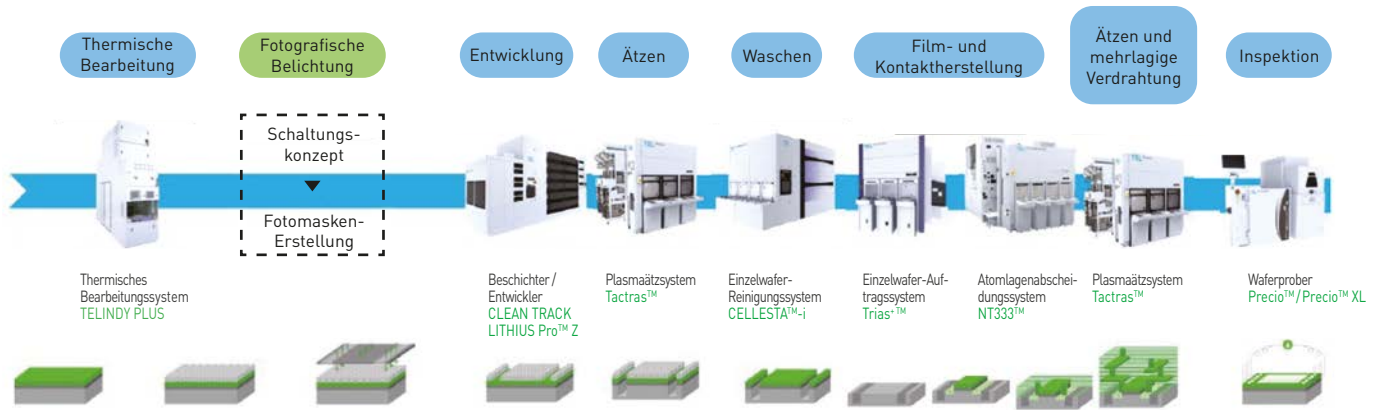 Thermische
Bearbeitung
Fotografische
Belichtung
Entwicklung
Ätzen
Waschen
Film- und
Kontaktherstellung
Ätzen und
mehrlagige
Verdrahtung
Inspektion
Schaltungs-
konzept
▼
Fotomasken-
Erstellung
Thermisches
Bearbeitungssystem
TELINDY PLUS
Beschichter /
Entwickler
CLEAN TRACK
LITHIUS Pro™ Z
Plasmaätzsystem
Tactras™
Einzelwafer-
Reinigungssystem
CELLESTA™-i
Einzelwafer-Auf-
tragssystem
Trias⁺™
Atomlagenabschei-
dungssystem
NT333™
Plasmaätzsystem
Tactras™
Waferprober
Precio™/Precio™ XL